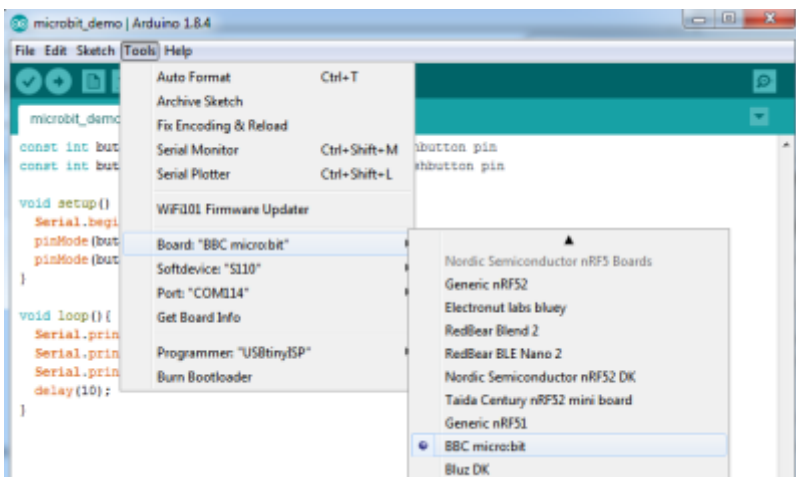 microbit_demo | Arduino 1.8.4
File Edit Sketch Tools Help
microbit_demo
Auto Format Ctrl+T
Archive Sketch
Fix Encoding & Reload
Serial Monitor Ctrl+Shift+M
Serial Plotter Ctrl+Shift+L
WiFi101 Firmware Updater
Board: "BBC micro:bit"
Softdevice: "S110"
Port: "COM114"
Get Board Info
Programmer: "USBtinyISP"
Burn Bootloader
const int but hbutton pin
const int but shbutton pin
void setup()
Serial.begi
pinMode(but
pinMode(but
}
void loop(){
Serial.prin
Serial.prin
Serial.prin
delay(10);
}
Nordic Semiconductor nRF5 Boards
Generic nRF52
Electronut labs bluey
RedBear Blend 2
RedBear BLE Nano 2
Nordic Semiconductor nRF52 DK
Taida Century nRF52 mini board
Generic nRF51
BBC micro:bit
Bluz DK